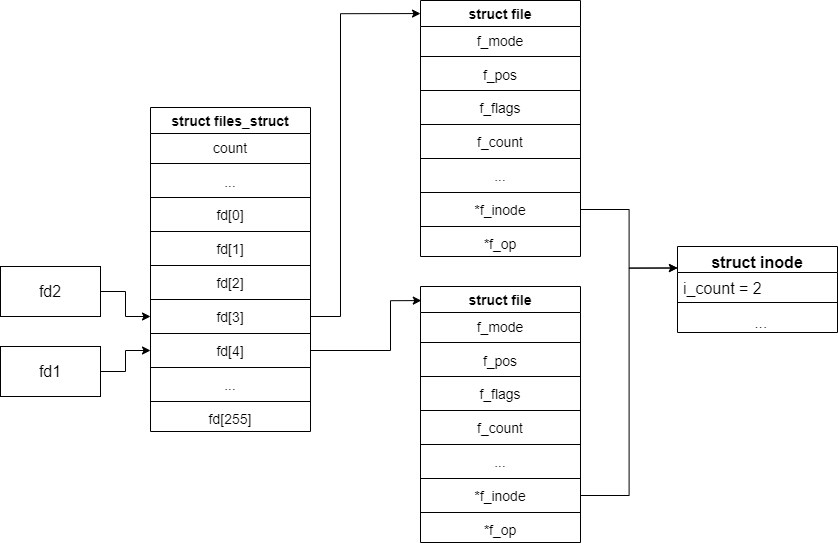 fd2
fd1
struct files_struct
count
...
fd[0]
fd[1]
fd[2]
fd[3]
fd[4]
...
fd[255]
struct file
f_mode
f_pos
f_flags
f_count
...
*f_inode
*f_op
struct file
f_mode
f_pos
f_flags
f_count
...
*f_inode
*f_op
struct inode
i_count = 2
...